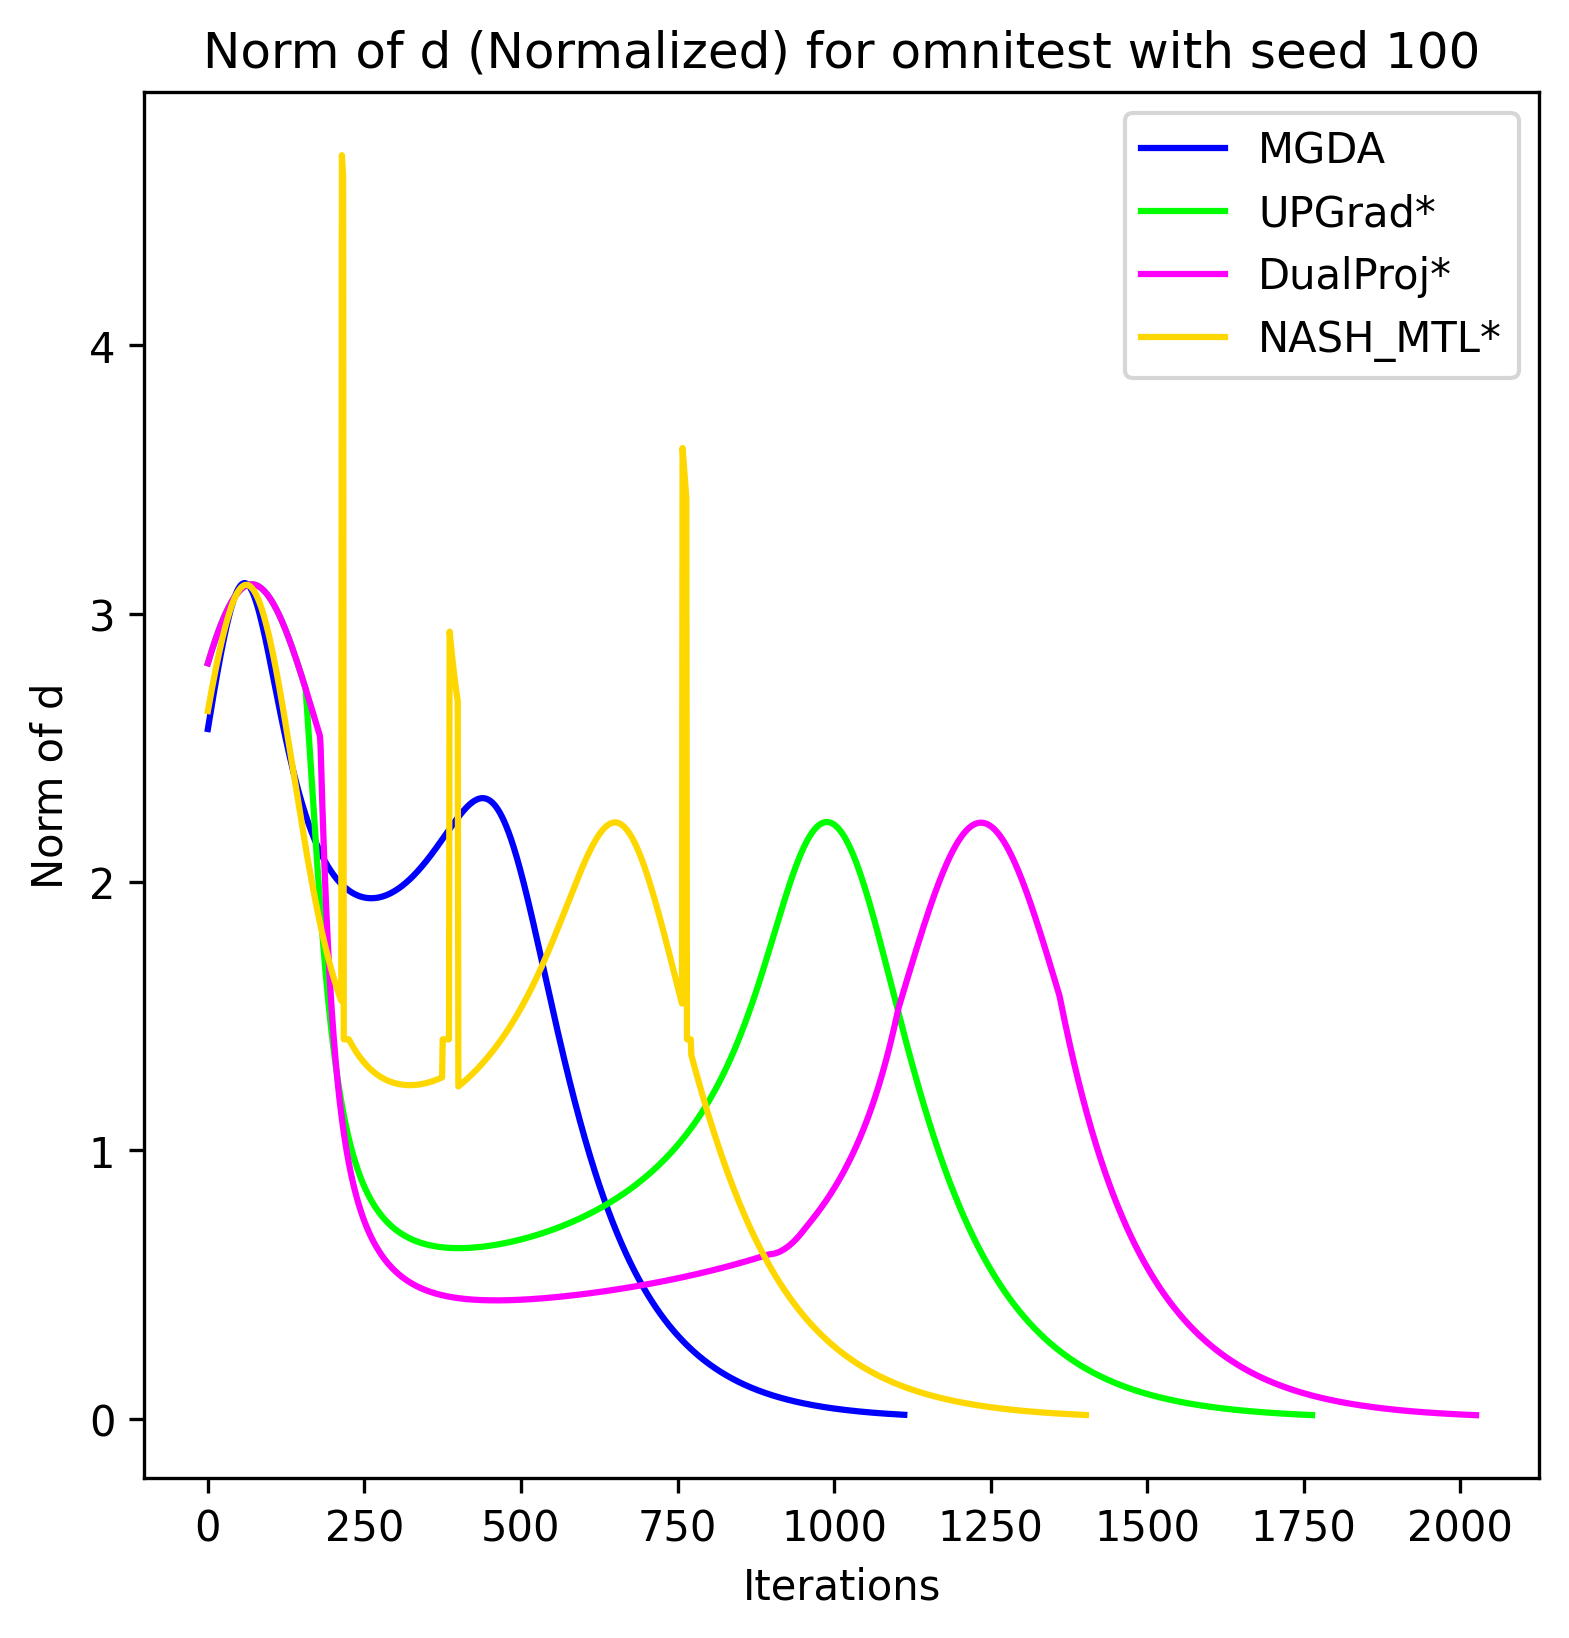 Norm of d (Normalized) for omnitest with seed 100
MGDA
UPGrad*
DualProj*
NASH_MTL*
Norm of d
4
3
2
1
0
0 250 500 750 1000 1250 1500 1750 2000
Iterations